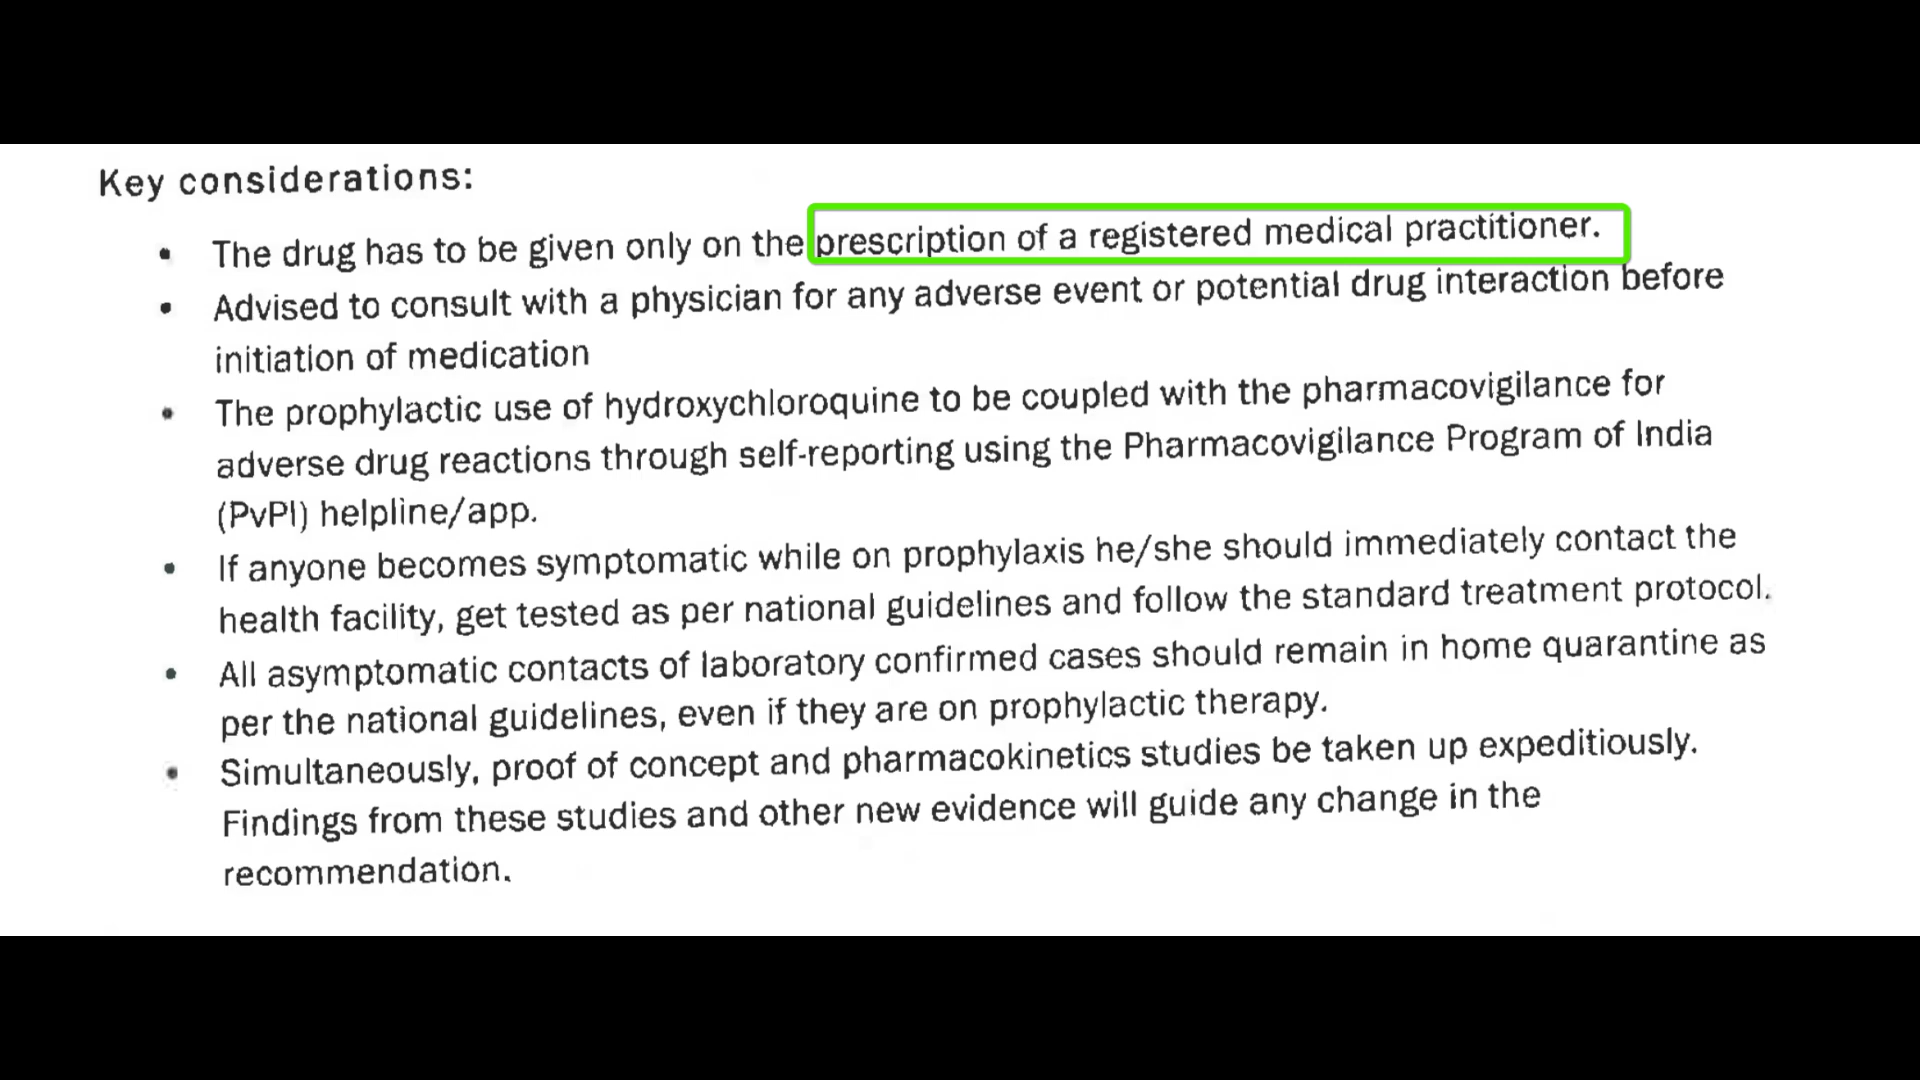 Key considerations:
• The drug has to be given only on the prescription of a registered medical practitioner.
• Advised to consult with a physician for any adverse event or potential drug interaction before
initiation of medication
• The prophylactic use of hydroxychloroquine to be coupled with the pharmacovigilance for
adverse drug reactions through self-reporting using the Pharmacovigilance Program of India
(PvPI) helpline/app.
• If anyone becomes symptomatic while on prophylaxis he/she should immediately contact the
health facility, get tested as per national guidelines and follow the standard treatment protocol.
• All asymptomatic contacts of laboratory confirmed cases should remain in home quarantine as
per the national guidelines, even if they are on prophylactic therapy.
• Simultaneously, proof of concept and pharmacokinetics studies be taken up expeditiously.
Findings from these studies and other new evidence will guide any change in the
recommendation.